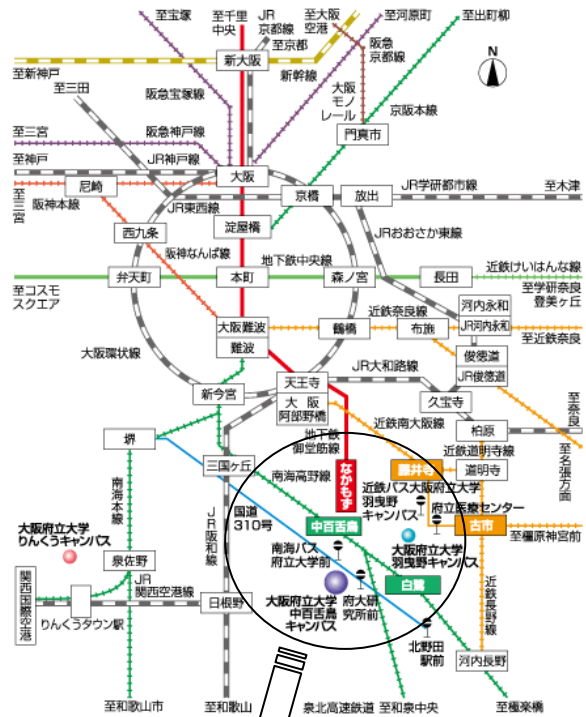 至宝塚
至千里
中央
JR
京都線
至京都
至大阪
空港
至河原町
至出町柳
阪急
京都線
新大阪
新幹線
至新神戸
至三田
阪急宝塚線
大阪
モノ
レール
京阪本線
N
門真市
至三宮
阪急神戸線
至神戸
JR神戸線
大阪
尼崎
阪神本線
至三宮
JR東西線
京橋
放出
JR学研都市線
至木津
西九条
淀屋橋
JRおおさか東線
阪神なんば線
地下鉄中央線
弁天町
本町
森ノ宮
長田
近鉄けいはんな線
至コスモ
スクエア
至学研奈良
登美ヶ丘
河内永和
JR河内永和
近鉄奈良線
大阪難波
難波
鶴橋
布施
至近鉄奈良
大阪環状線
俊徳道
JR俊徳道
JR大和路線
天王寺
新今宮
大阪
阿部野橋
久宝寺
至奈良
近鉄南大阪線
柏原
堺
地下鉄
御堂筋線
近鉄道明寺線
至名張方面
三国ヶ丘
南海高野線
なかもず
藤井寺
道明寺
南海本線
国道
310号
近鉄バス大阪府立大学
羽曳野
キャンパス
府立医療センター
中百舌鳥
古市
至橿原神宮前
大阪府立大学
りんくうキャンパス
JR阪和線
南海バス
府立大学前
大阪府立大学
羽曳野キャンパス
泉佐野
白鷺
近鉄長野線
JR
関西空港線
関西国際空港
りんくうタウン駅
日根野
大阪府立大学
中百舌鳥
キャンパス
府大研
究所前
北野田
駅前
河内長野
至和歌山市
至和歌山
泉北高速鉄道
至和泉中央
至極楽橋